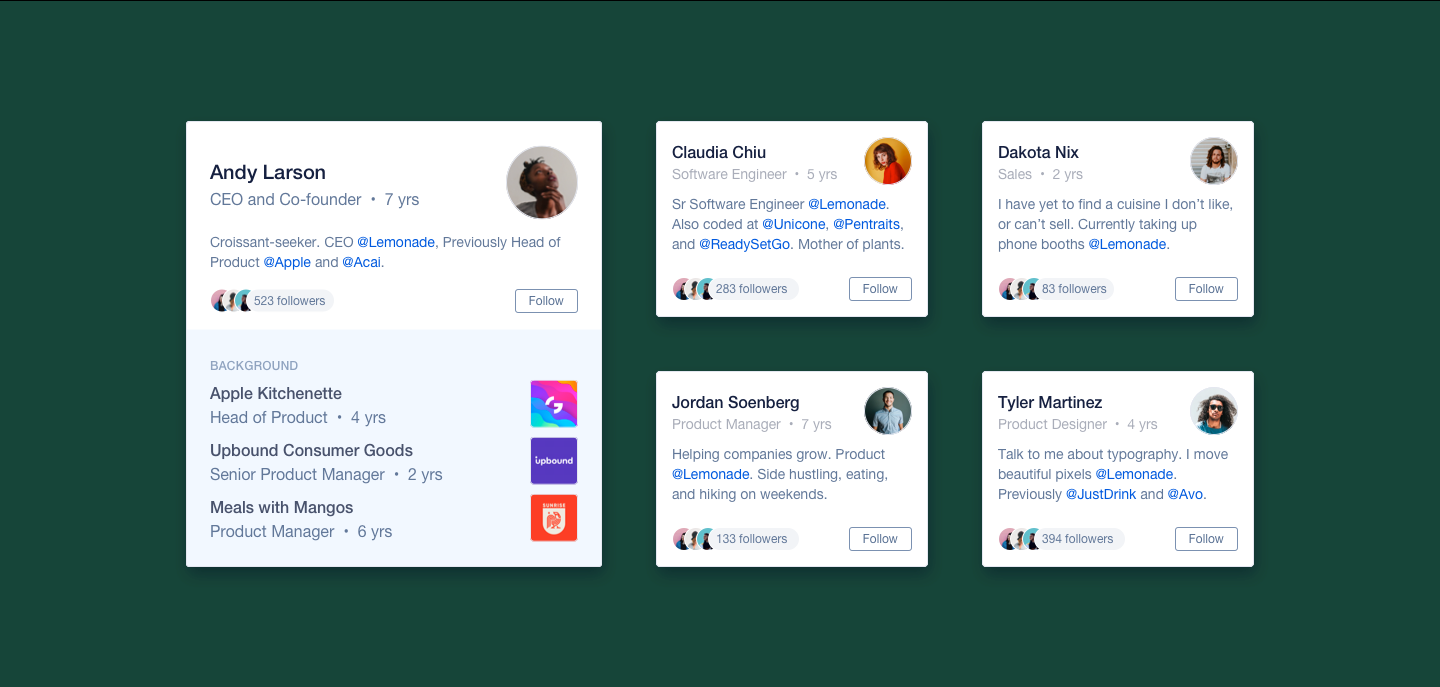 Andy Larson
CEO and Co-founder • 7 yrs
Croissant-seeker. CEO @Lemonade, Previously Head of
Product @Apple and @Acai.
523 followers
Follow
BACKGROUND
Apple Kitchenette
Head of Product • 4 yrs
Upbound Consumer Goods
Senior Product Manager • 2 yrs
upbound
Meals with Mangos
Product Manager • 6 yrs
SUNRISE
Claudia Chiu
Software Engineer • 5 yrs
Sr Software Engineer @Lemonade.
Also coded at @Unicone, @Pentraits,
and @ReadySetGo. Mother of plants.
283 followers
Follow
Dakota Nix
Sales • 2 yrs
I have yet to find a cuisine I don’t like,
or can’t sell. Currently taking up
phone booths @Lemonade.
83 followers
Follow
Jordan Soenberg
Product Manager • 7 yrs
Helping companies grow. Product
@Lemonade. Side hustling, eating,
and hiking on weekends.
133 followers
Follow
Tyler Martinez
Product Designer • 4 yrs
Talk to me about typography. I move
beautiful pixels @Lemonade.
Previously @JustDrink and @Avo.
394 followers
Follow